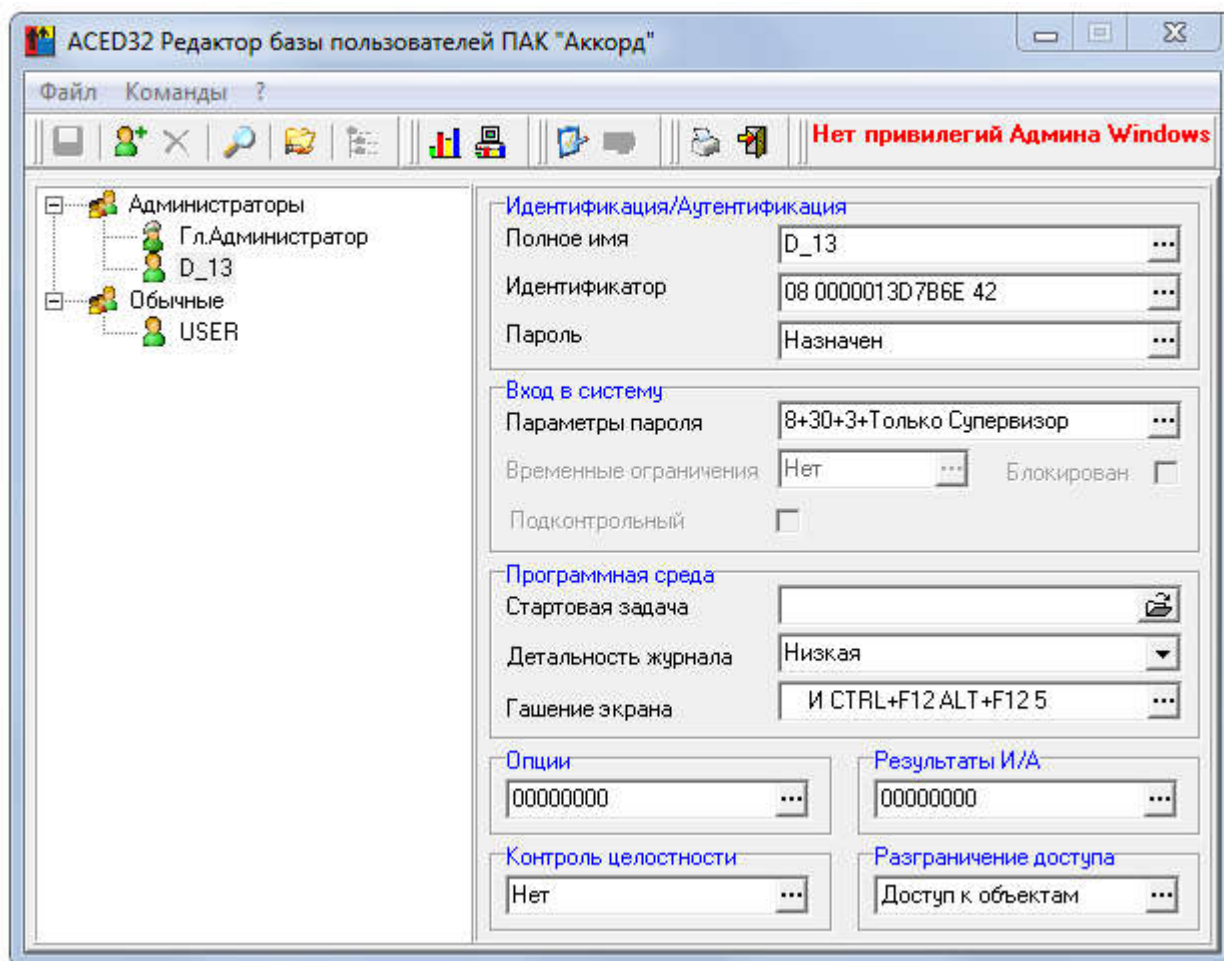 ACED32 Редактор базы пользователей ПАК "Аккорд"
Файл Команды ?
Нет привилегий Админа Windows
Администраторы
Гл.Администратор
D_13
Обычные
USER
Идентификация/Аутентификация
Полное имя D_13
Идентификатор 08 0000013D7B6E 42
Пароль Назначен
Вход в систему
Параметры пароля 8+30+3+Только Супервизор
Временные ограничения Нет Блокирован
Подконтрольный
Программная среда
Стартовая задача
Детальность журнала Низкая
Гашение экрана И CTRL+F12 ALT+F12 5
Опции Результаты И/А
00000000 00000000
Контроль целостности Разграничение доступа
Нет Доступ к объектам